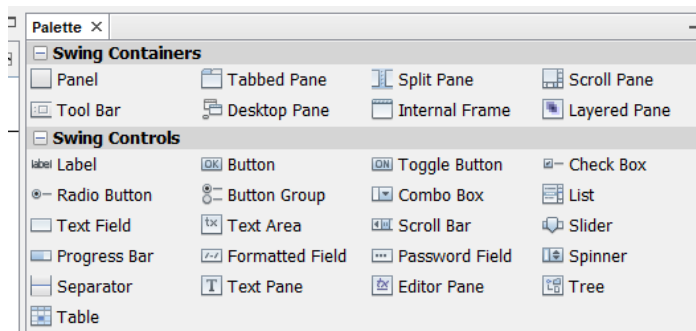 Palette ×
Swing Containers
Panel Tabbed Pane Split Pane Scroll Pane
Tool Bar Desktop Pane Internal Frame Layered Pane
Swing Controls
label Label OK Button ON Toggle Button Check Box
Radio Button Button Group Combo Box List
Text Field tx Text Area Scroll Bar Slider
Progress Bar Formatted Field Password Field Spinner
Separator T Text Pane Editor Pane Tree
Table